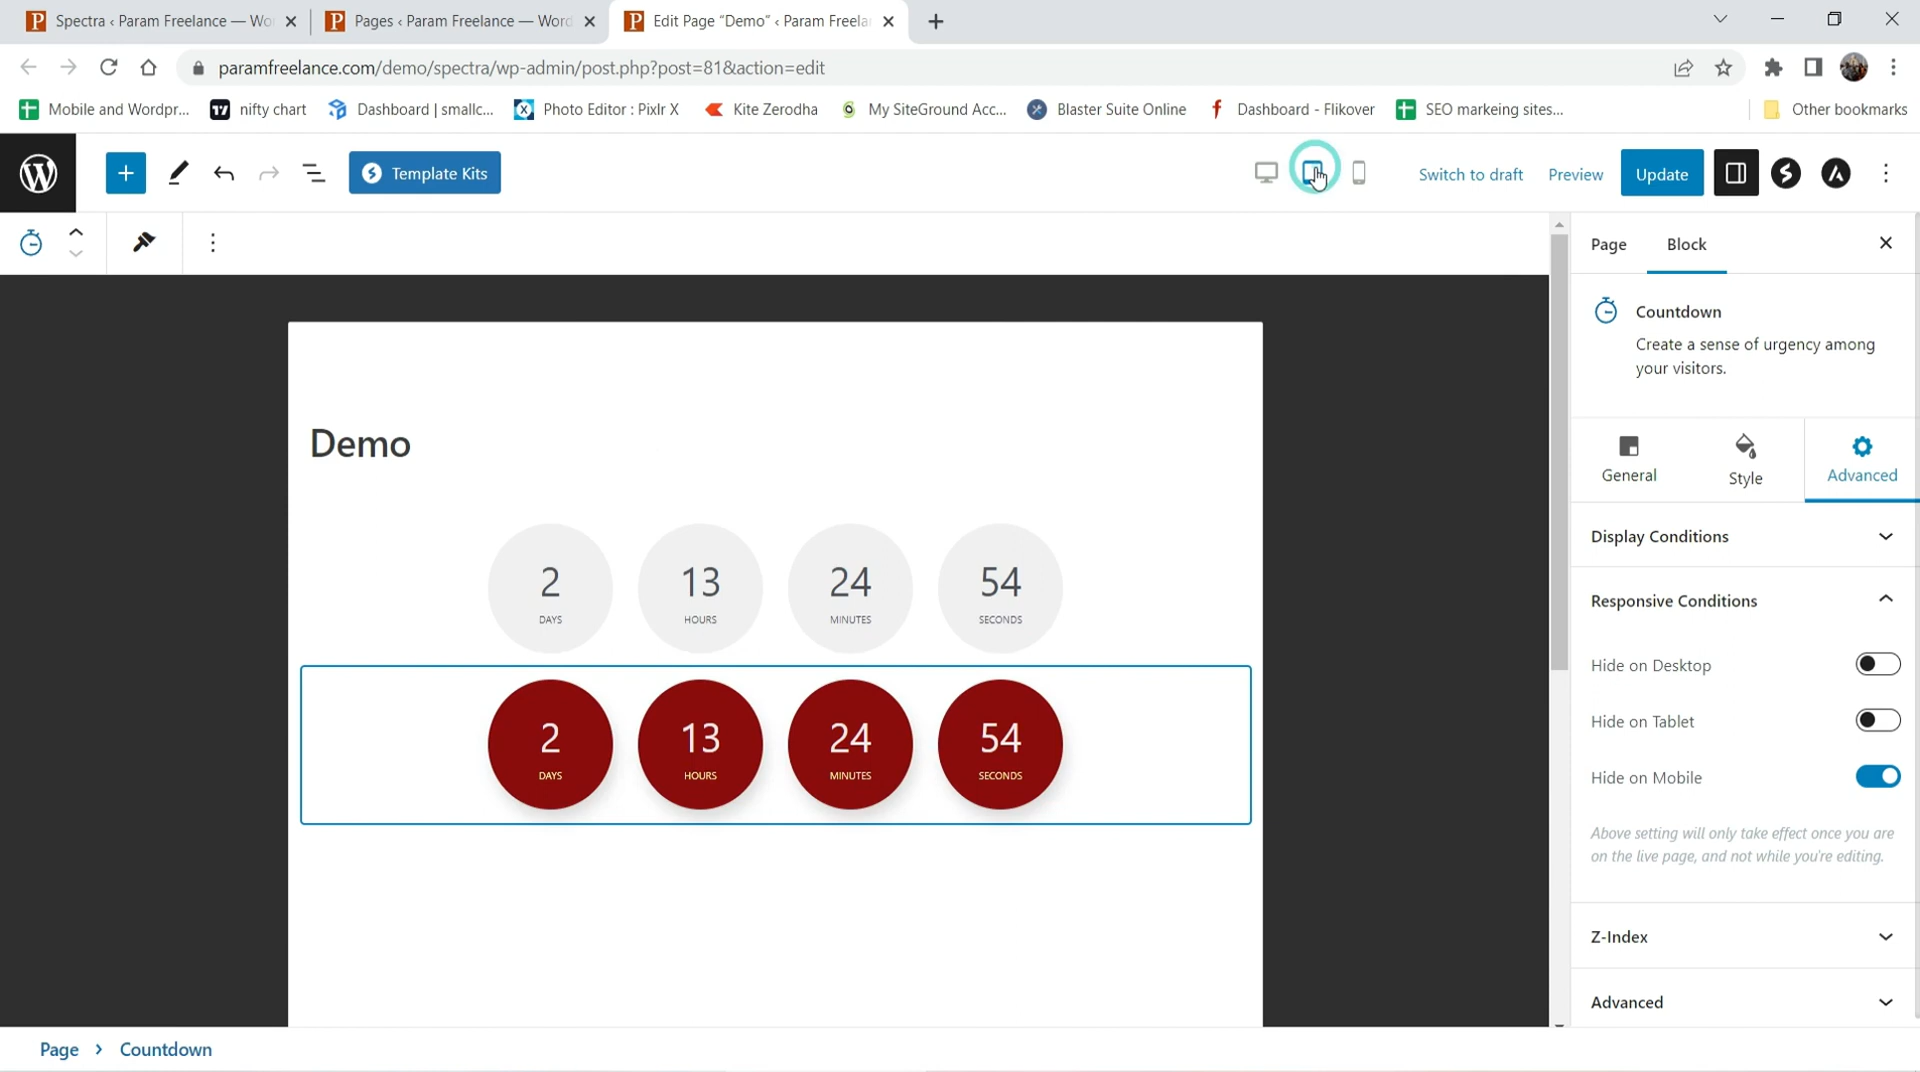 Spectra ‹ Param Freelance — Wo
Pages ‹ Param Freelance — Word
Edit Page “Demo” ‹ Param Freela
paramfreelance.com/demo/spectra/wp-admin/post.php?post=81&action=edit
Mobile and Wordpr...
nifty chart
Dashboard | smallc...
Photo Editor : Pixlr X
Kite Zerodha
My SiteGround Acc...
Blaster Suite Online
Dashboard - Flikover
SEO markeing sites...
Other bookmarks
Template Kits
Switch to draft
Preview
Update
Page
Block
Countdown
Create a sense of urgency among
your visitors.
General
Style
Advanced
Display Conditions
Responsive Conditions
Hide on Desktop
Hide on Tablet
Hide on Mobile
Above setting will only take effect once you are
on the live page, and not while you're editing.
Z-Index
Advanced
Demo
2 13 24 54
DAYS HOURS MINUTES SECONDS
2 13 24 54
DAYS HOURS MINUTES SECONDS
Page › Countdown